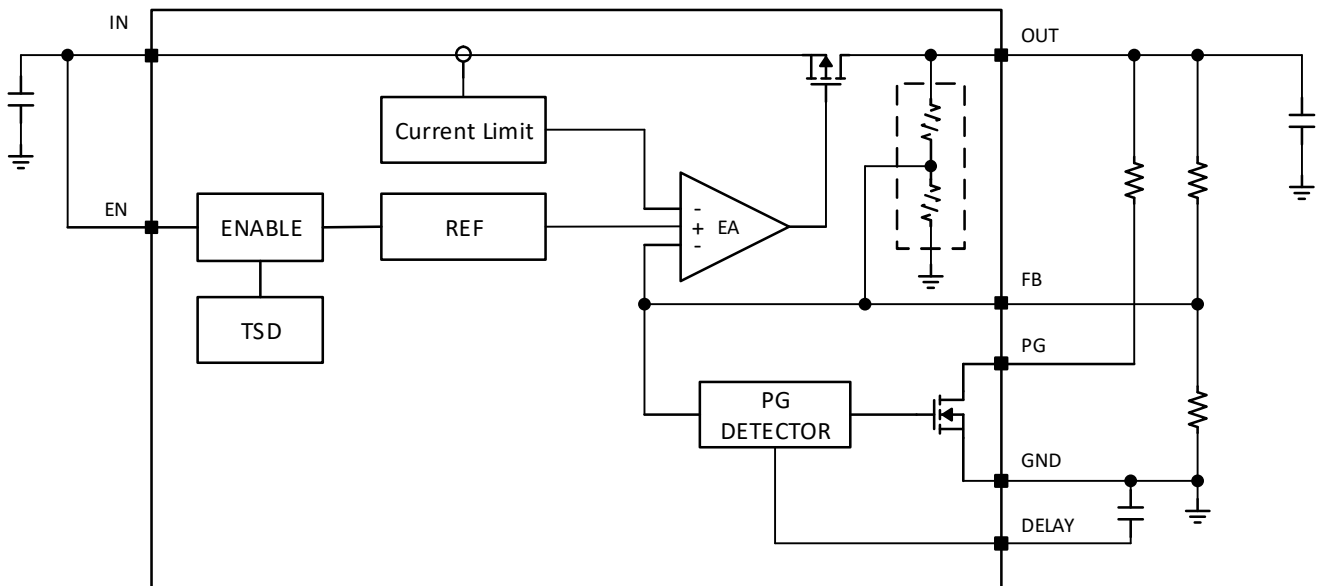 IN
OUT
Current Limit
EN
ENABLE
REF
-
+ EA
-
TSD
FB
PG
PG
DETECTOR
GND
DELAY